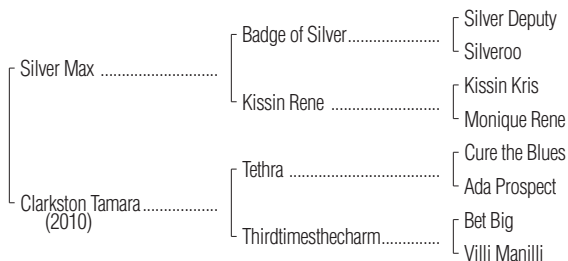 Silver Deputy
Badge of Silver
Silveroo
Silver Max
Kissin Kris
Kissin Rene
Monique Rene
Cure the Blues
Tethra
Ada Prospect
Clarkston Tamara
(2010)
Bet Big
Thirdtimesthecharm
Villi Manilli